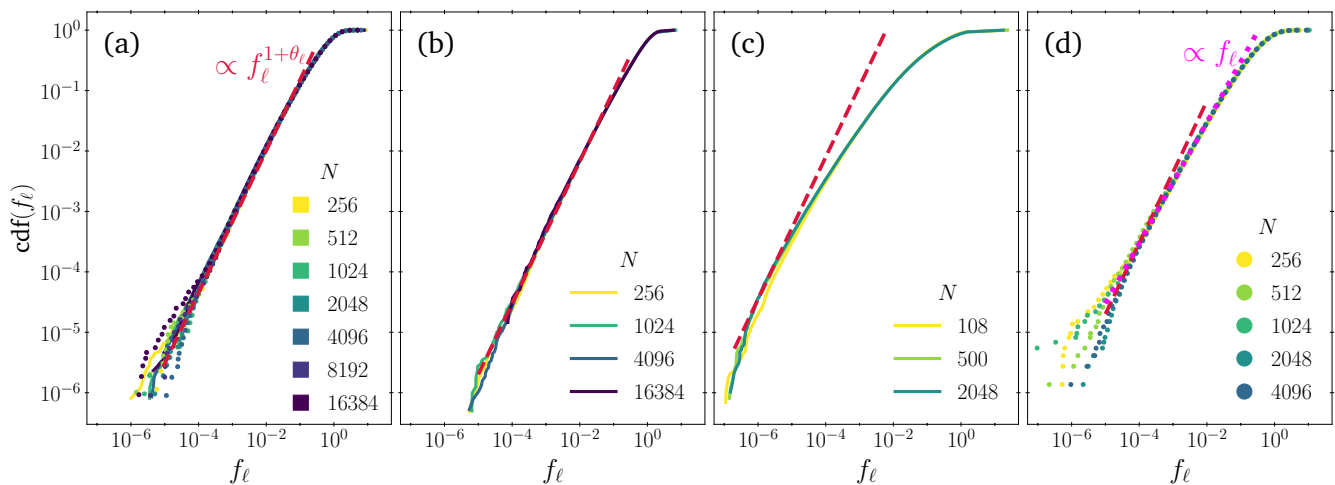 (a)
∝ f_ℓ^{1+θ_ℓ}
N
256
512
1024
2048
4096
8192
16384
(b)
N
256
1024
4096
16384
(c)
N
108
500
2048
(d)
∝ f_ℓ
N
256
512
1024
2048
4096
cdf(f_ℓ)
10^0
10^{-1}
10^{-2}
10^{-3}
10^{-4}
10^{-5}
10^{-6}
10^{-6} 10^{-4} 10^{-2} 10^0
10^{-6} 10^{-4} 10^{-2} 10^0
10^{-6} 10^{-4} 10^{-2} 10^0
10^{-6} 10^{-4} 10^{-2} 10^0
f_ℓ
f_ℓ
f_ℓ
f_ℓ